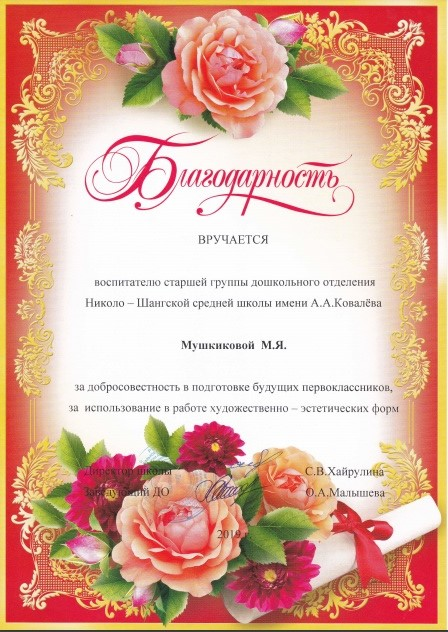 Благодарность
ВРУЧАЕТСЯ
воспитателю старшей группы дошкольного отделения
Николо – Шангской средней школы имени А.А.Ковалёва
Мушкиковой М.Я.
за добросовестность в подготовке будущих первоклассников,
за использование в работе художественно – эстетических форм
Директор школы С.В.Хайрулина
Заведующий ДО О.А.Малышева
2019 г